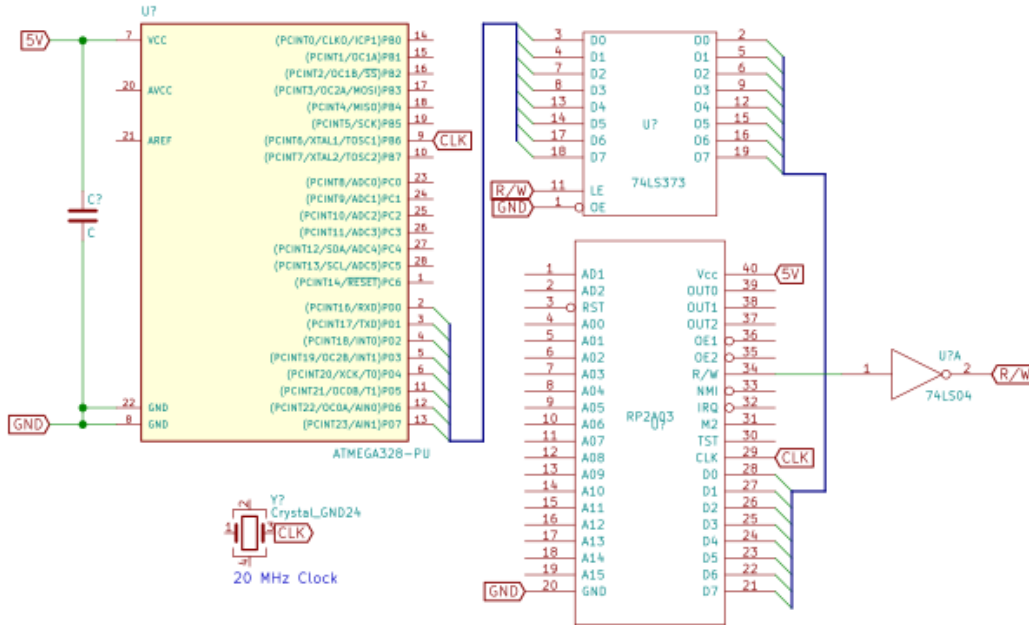 U?
5V
7 VCC
20 AVCC
21 AREF
22 GND
8 GND
GND
(PCINT0/CLKO/ICP1)PB0 14
(PCINT1/OC1A)PB1 15
(PCINT2/OC1B/SS)PB2 16
(PCINT3/OC2A/MOSI)PB3 17
(PCINT4/MISO)PB4 18
(PCINT5/SCK)PB5 19
(PCINT6/XTAL1/TOSC1)PB6 9 CLK
(PCINT7/XTAL2/TOSC2)PB7 10
(PCINT8/ADC0)PC0 23
(PCINT9/ADC1)PC1 24
(PCINT10/ADC2)PC2 25
(PCINT11/ADC3)PC3 26
(PCINT12/SDA/ADC4)PC4 27
(PCINT13/SCL/ADC5)PC5 28
(PCINT14/RESET)PC6 1
(PCINT16/RXD)PD0 2
(PCINT17/TXD)PD1 3
(PCINT18/INT0)PD2 4
(PCINT19/OC2B/INT1)PD3 5
(PCINT20/XCK/T0)PD4 6
(PCINT21/OC0B/T1)PD5 11
(PCINT22/OC0A/AIN0)PD6 12
(PCINT23/AIN1)PD7 13
ATMEGA328-PU
C?
C
Y?
Crystal_GND24
1 2 3 4
CLK
20 MHz Clock
3 D0 O0 2
4 D1 O1 5
7 D2 O2 6
8 D3 O3 9
13 D4 O4 12
14 D5 O5 15
17 D6 O6 16
18 D7 O7 19
U?
74LS373
R/W 11 LE
GND 1 OE
1 AD1 Vcc 40 5V
2 AD2 OUT0 39
3 RST OUT1 38
4 A00 OUT2 37
5 A01 OE1 36
6 A02 OE2 35
7 A03 R/W 34
8 A04 NMI 33
9 A05 IRQ 32
10 A06 M2 31
11 A07 TST 30
12 A08 CLK 29 CLK
13 A09 D0 28
14 A10 D1 27
15 A11 D2 26
16 A12 D3 25
17 A13 D4 24
18 A14 D5 23
19 A15 D6 22
GND 20 GND D7 21
RP2A03
U?
U?A
1 2 R/W
74LS04